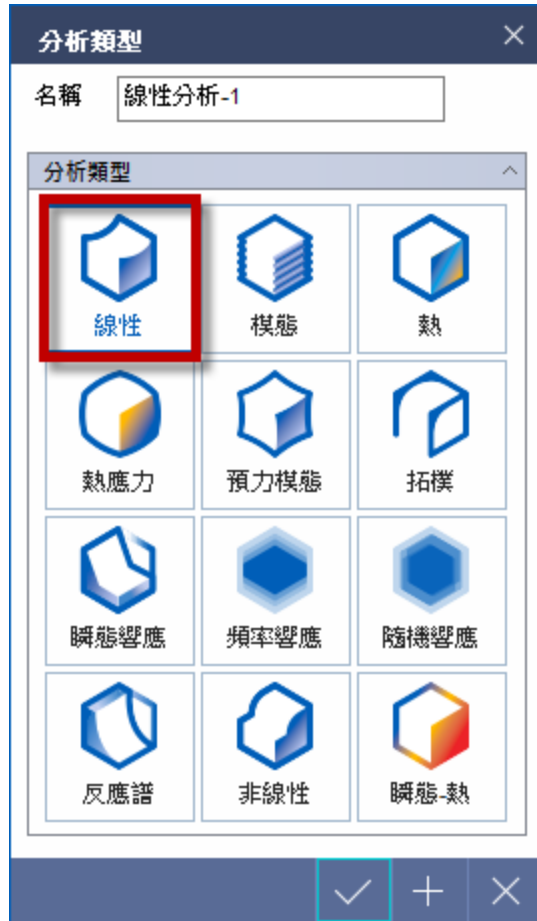 分析類型
名稱 線性分析-1
分析類型
線性 模態 熱
熱應力 預力模態 拓樸
瞬態響應 頻率響應 隨機響應
反應譜 非線性 瞬態-熱